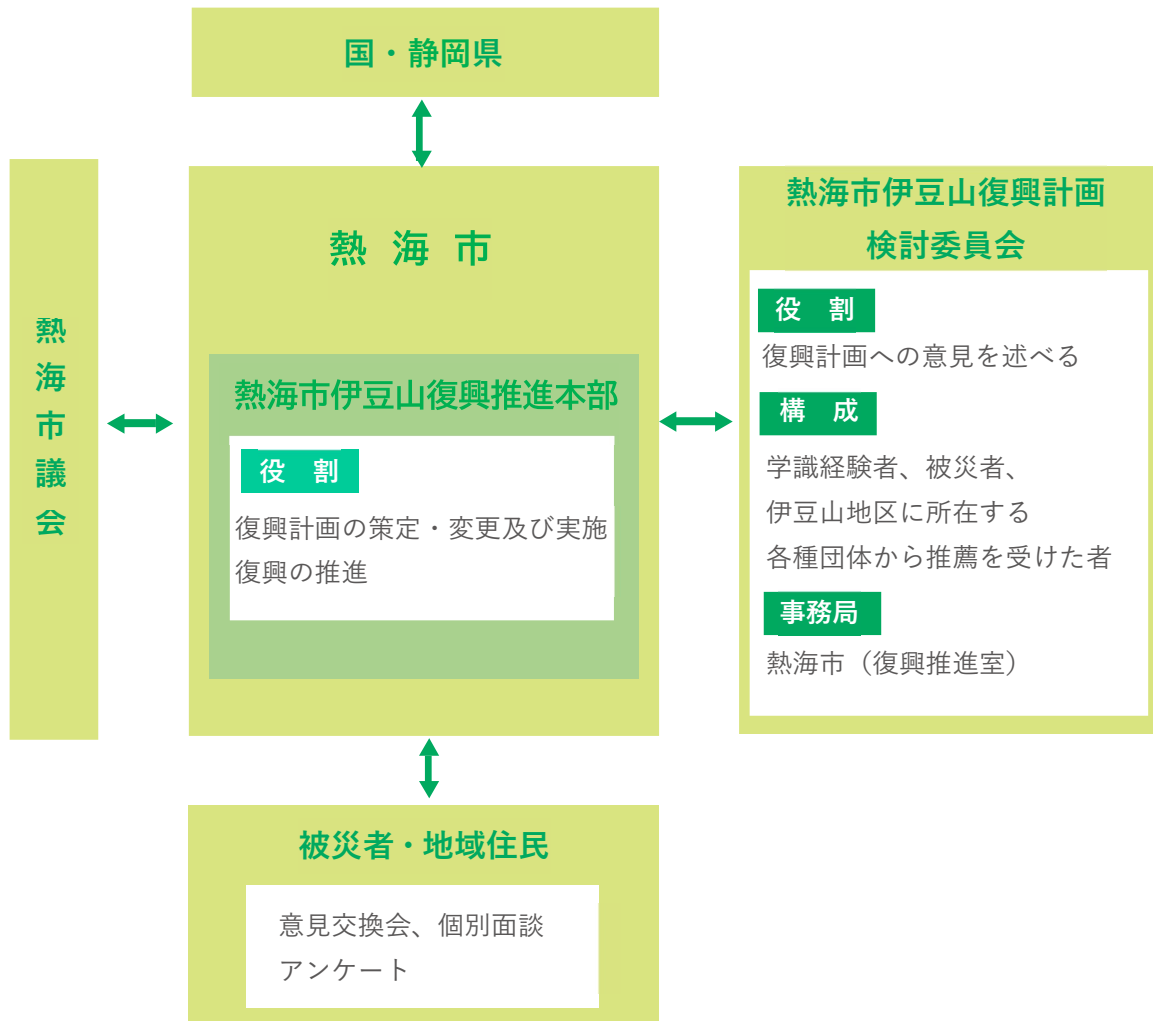 国・静岡県
熱海市議会
熱海市
熱海市伊豆山復興推進本部
役割
復興計画の策定・変更及び実施
復興の推進
熱海市伊豆山復興計画
検討委員会
役割
復興計画への意見を述べる
構成
学識経験者、被災者、
伊豆山地区に所在する
各種団体から推薦を受けた者
事務局
熱海市（復興推進室）
被災者・地域住民
意見交換会、個別面談
アンケート